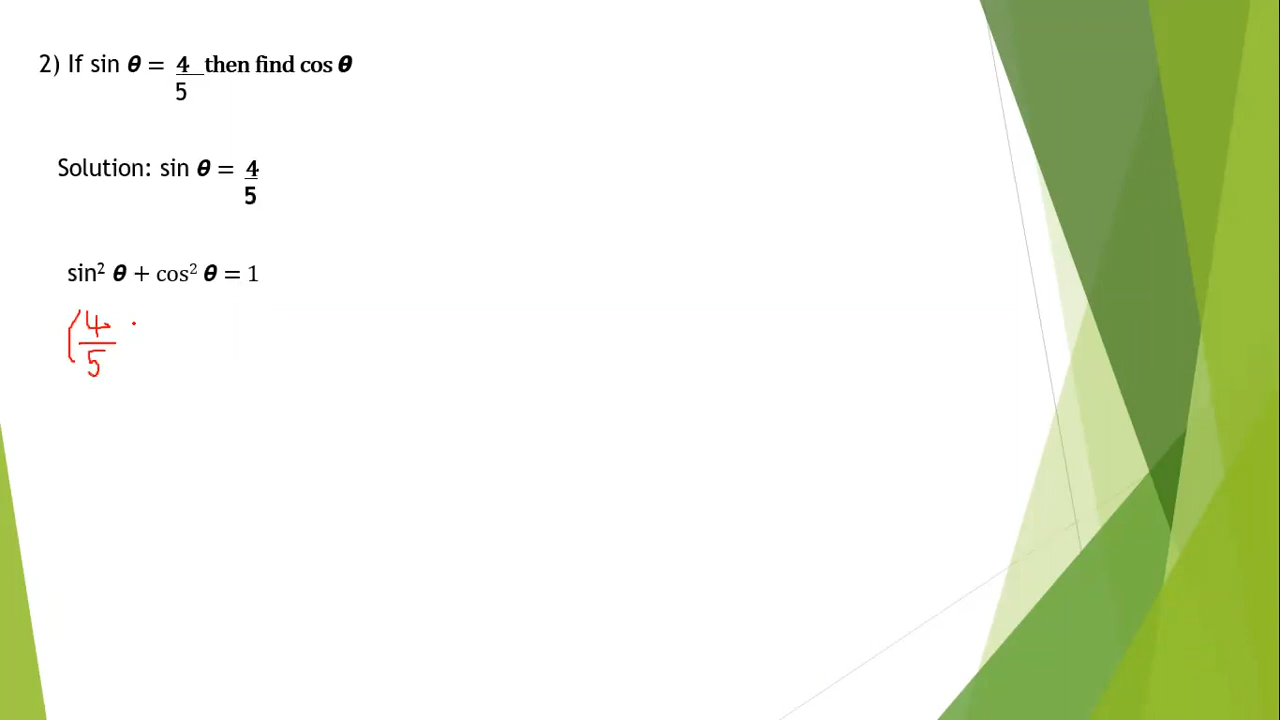 2) If sin θ = 4 then find cos θ
5
Solution: sin θ = 4
5
sin² θ + cos² θ = 1
(4
5